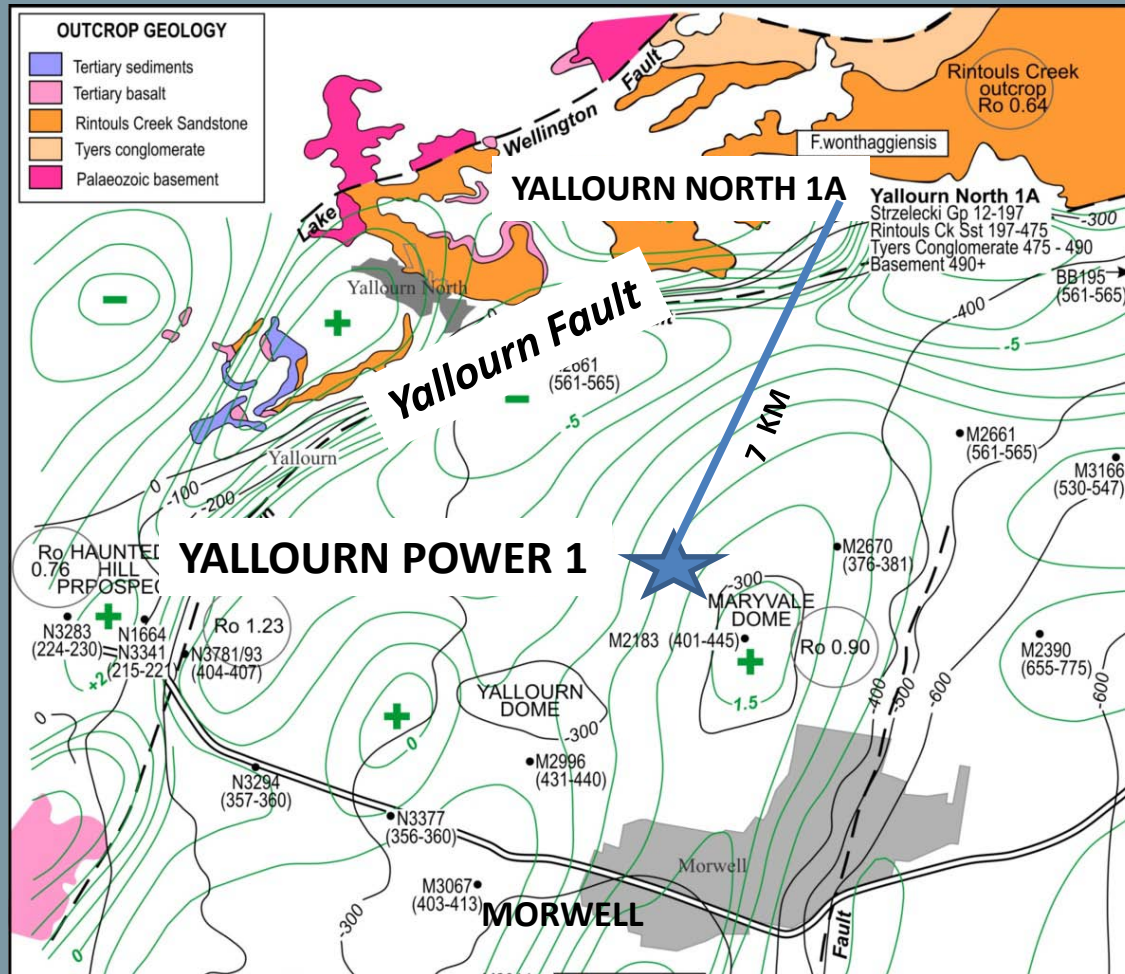 OUTCROP GEOLOGY
Tertiary sediments
Tertiary basalt
Rintouls Creek Sandstone
Tyers conglomerate
Palaeozoic basement
Lake Wellington Fault
Rintouls Creek
outcrop
Ro 0.64
F.wonthaggiensis
YALLOURN NORTH 1A
Yallourn North 1A
Strzelecki Gp 12-197
Rintouls Ck Sst 197-475
Tyers Conglomerate 475 - 490
Basement 490+
-300
BB195
(561-565)
-400
-5
Yallourn North
Yallourn Fault
(561-565)
-5
7 KM
M2661
(561-565)
M3166
(530-547)
Yallourn
0
-100
-200
YALLOURN POWER 1
Ro
0.76
HAUNTED
HILL
PRROSPEC
N3283
(224-230)
N1664
N3341
(215-221
N3781/93
(404-407)
Ro 1.23
+2
0
M2670
(376-381)
-300
MARYVALE
DOME
M2183 (401-445)
Ro 0.90
1.5
M2390
(655-775)
-400
-500
-600
-600
YALLOURN
DOME
-300
0
M2996
(431-440)
N3294
(357-360)
N3377
(356-360)
Morwell
M3067
(403-413)
MORWELL
-300
Fault
0